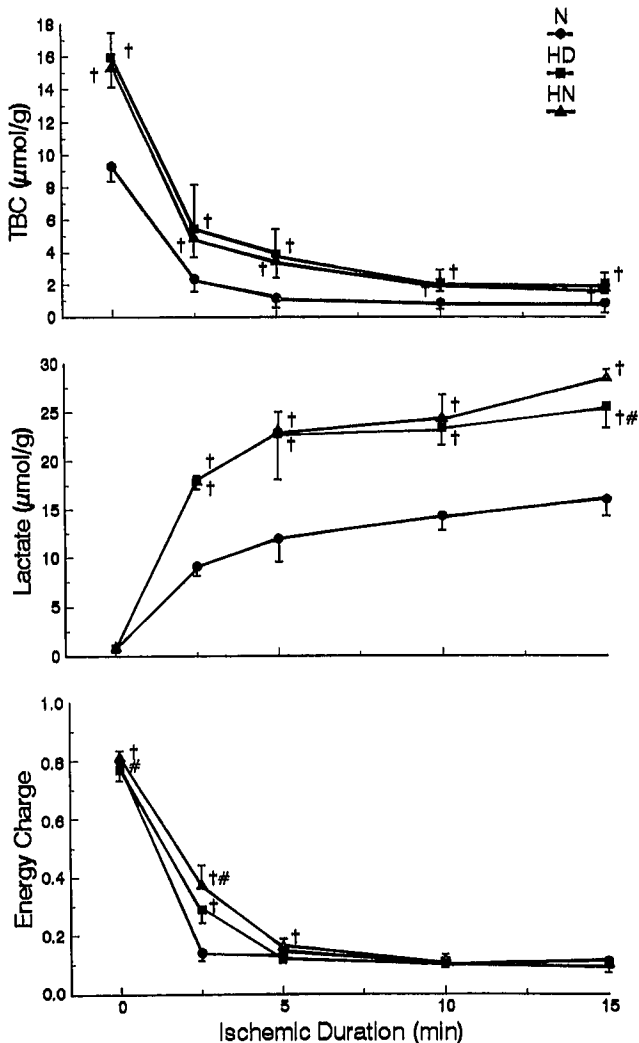 N
HD
HN
TBC (μmol/g)
18
16
14
12
10
8
6
4
2
0
† † † † † † † † † †
Lactate (μmol/g)
30
25
20
15
10
5
0
† † † † † † † †#
Energy Charge
1.0
0.8
0.6
0.4
0.2
0.0
†
#
†#
†
†
0 5 10 15
Ischemic Duration (min)